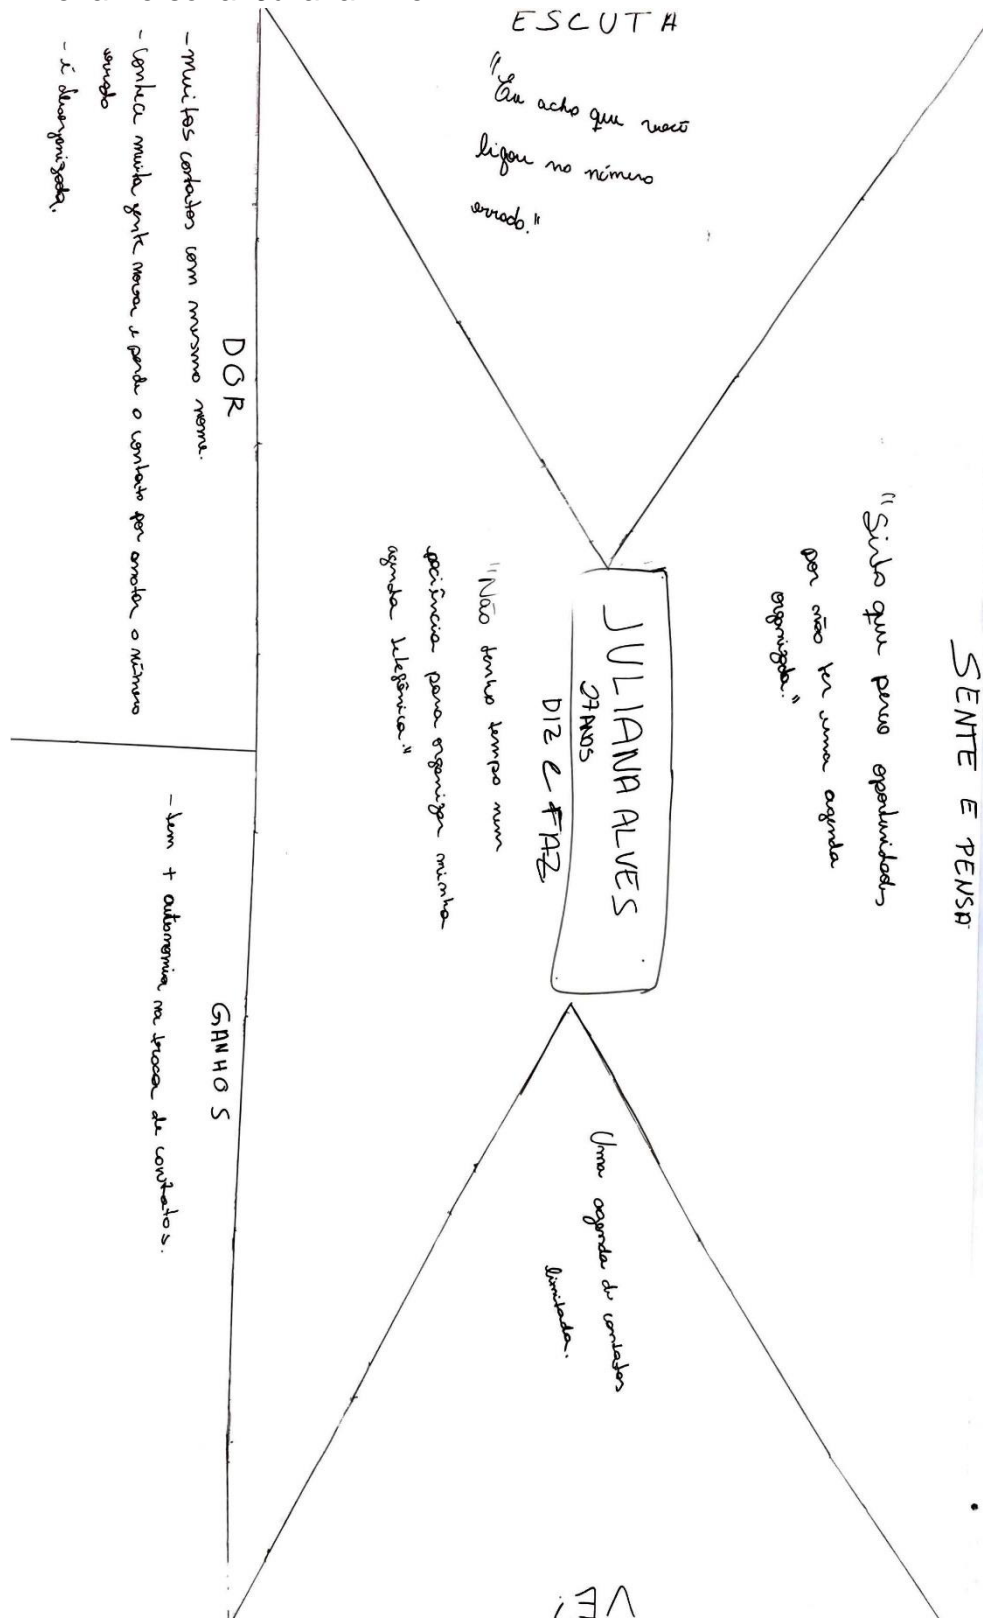 ESCUTA
"Eu acho que você
ligou no número
errado."
SENTE E PENSA
"Sinto que perco oportunidades
por não ter uma agenda
organizada."
JULIANA ALVES
27 ANOS
DIZ E FAZ
"Não tenho tempo nem
paciência para organizar minha
agenda telefônica."
VÊ
Uma agenda de contatos
limitada.
DOR
- muitos contatos com mesmo nome.
- conhece muita gente nova e perde o contato por anotar o número
errado
- é desorganizada.
GANHOS
- tem + autonomia na troca de contatos.